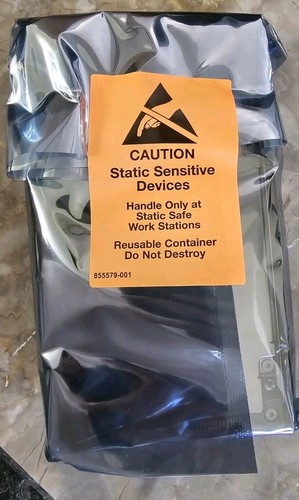 CAUTION
Static Sensitive
Devices
Handle Only at
Static Safe
Work Stations
Reusable Container
Do Not Destroy
855579-001